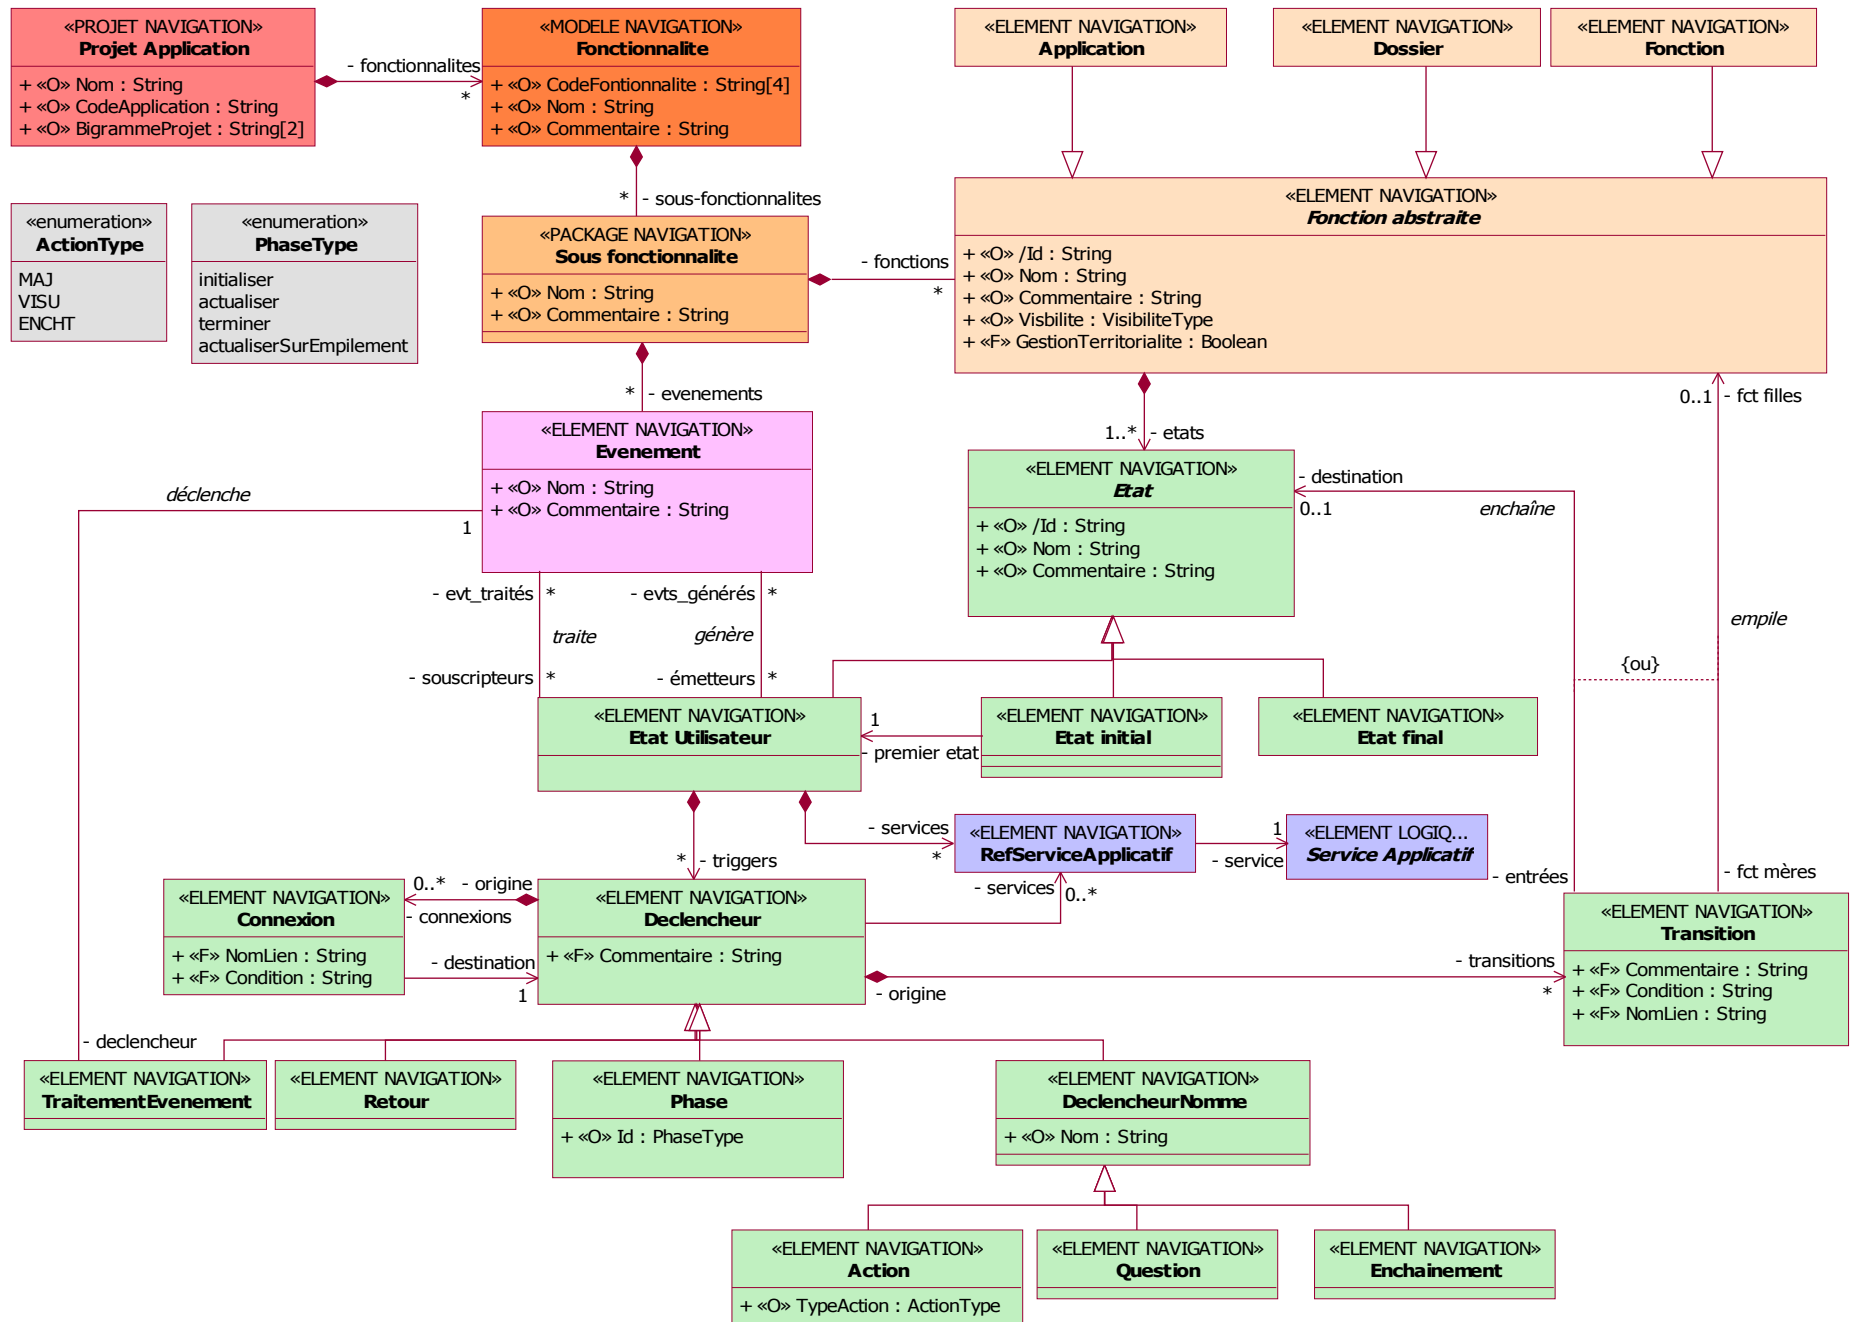 «PROJET NAVIGATION»
Projet Application
+ «O» Nom : String
+ «O» CodeApplication : String
+ «O» BigrammeProjet : String[2]
- fonctionnalites
*
«MODELE NAVIGATION»
Fonctionnalite
+ «O» CodeFontionnalite : String[4]
+ «O» Nom : String
+ «O» Commentaire : String
«ELEMENT NAVIGATION»
Application
«ELEMENT NAVIGATION»
Dossier
«ELEMENT NAVIGATION»
Fonction
* - sous-fonctionnalites
«enumeration»
ActionType
MAJ
VISU
ENCHT
«enumeration»
PhaseType
initialiser
actualiser
terminer
actualiserSurEmpilement
«PACKAGE NAVIGATION»
Sous fonctionnalite
+ «O» Nom : String
+ «O» Commentaire : String
- fonctions
*
«ELEMENT NAVIGATION»
Fonction abstraite
+ «O» /Id : String
+ «O» Nom : String
+ «O» Commentaire : String
+ «O» Visbilite : VisibiliteType
+ «F» GestionTerritorialite : Boolean
* - evenements
0..1 - fct filles
1..* - etats
«ELEMENT NAVIGATION»
Evenement
+ «O» Nom : String
+ «O» Commentaire : String
déclenche
1
«ELEMENT NAVIGATION»
Etat
+ «O» /Id : String
+ «O» Nom : String
+ «O» Commentaire : String
- destination
0..1
enchaîne
- evt_traités *
- evts_générés *
traite
génère
empile
{ou}
- souscripteurs *
- émetteurs *
«ELEMENT NAVIGATION»
Etat Utilisateur
1
- premier etat
«ELEMENT NAVIGATION»
Etat initial
«ELEMENT NAVIGATION»
Etat final
- services
*
«ELEMENT NAVIGATION»
RefServiceApplicatif
1
- service
«ELEMENT LOGIQ...
Service Applicatif
* - triggers
- services
0..*
- entrées
- fct mères
«ELEMENT NAVIGATION»
Connexion
+ «F» NomLien : String
+ «F» Condition : String
0..* - origine
- connexions
- destination
1
«ELEMENT NAVIGATION»
Declencheur
+ «F» Commentaire : String
- origine
- transitions
*
«ELEMENT NAVIGATION»
Transition
+ «F» Commentaire : String
+ «F» Condition : String
+ «F» NomLien : String
- declencheur
«ELEMENT NAVIGATION»
TraitementEvenement
«ELEMENT NAVIGATION»
Retour
«ELEMENT NAVIGATION»
Phase
+ «O» Id : PhaseType
«ELEMENT NAVIGATION»
DeclencheurNomme
+ «O» Nom : String
«ELEMENT NAVIGATION»
Action
+ «O» TypeAction : ActionType
«ELEMENT NAVIGATION»
Question
«ELEMENT NAVIGATION»
Enchainement